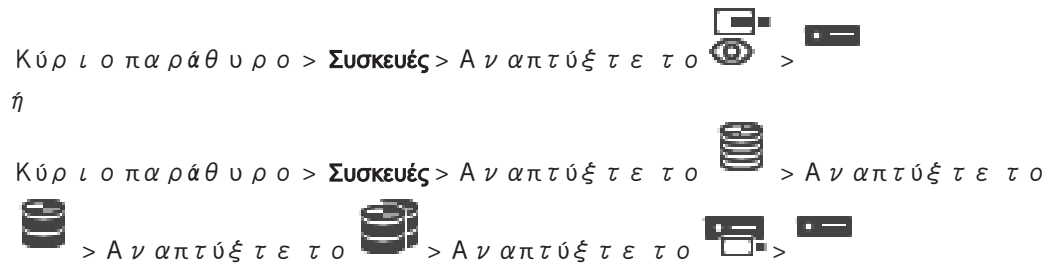 Κύριο παράθυρο > Συσκευές > Αναπτύξτε το >
ή
Κύριο παράθυρο > Συσκευές > Αναπτύξτε το > Αναπτύξτε το
> Αναπτύξτε το > Αναπτύξτε το >